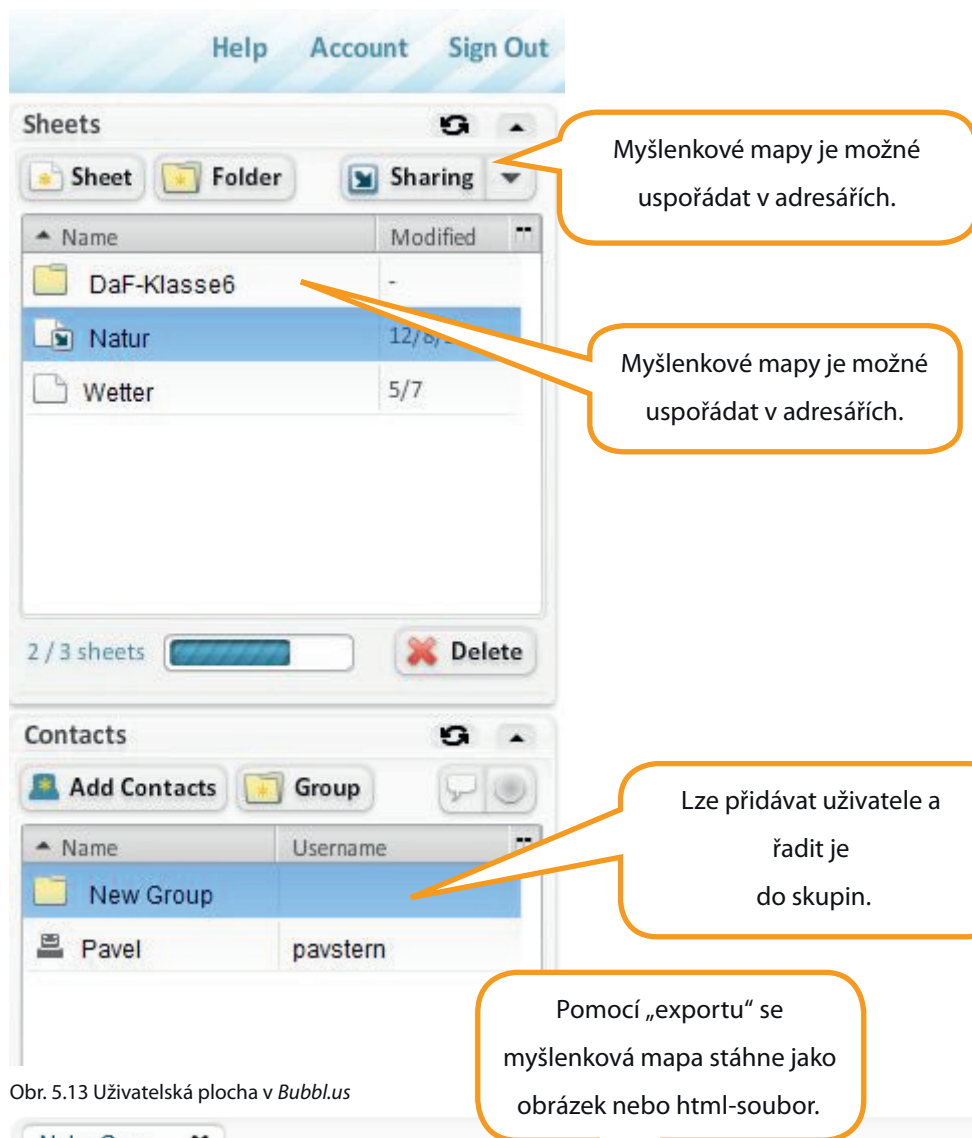 Help Account Sign Out
Sheets
Sheet Folder Sharing
Myšlenkové mapy je možné
uspořádat v adresářích.
Name Modified
DaF-Klasse6 -
Natur
Wetter 5/7
Myšlenkové mapy je možné
uspořádat v adresářích.
2 / 3 sheets Delete
Contacts
Add Contacts Group
Name Username
New Group
Pavel pavstern
Lze přidávat uživatele a
řadit je
do skupin.
Pomocí „exportu“ se
myšlenková mapa stáhne jako
obrázek nebo html-soubor.
Obr. 5.13 Uživatelská plocha v Bubbl.us